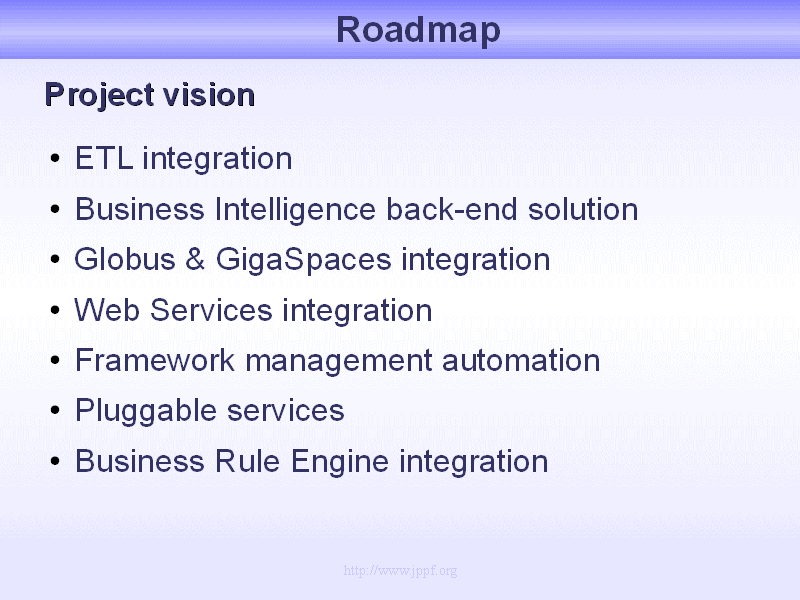 Roadmap
Project vision
• ETL integration
• Business Intelligence back-end solution
• Globus & GigaSpaces integration
• Web Services integration
• Framework management automation
• Pluggable services
• Business Rule Engine integration
http://www.jppf.org